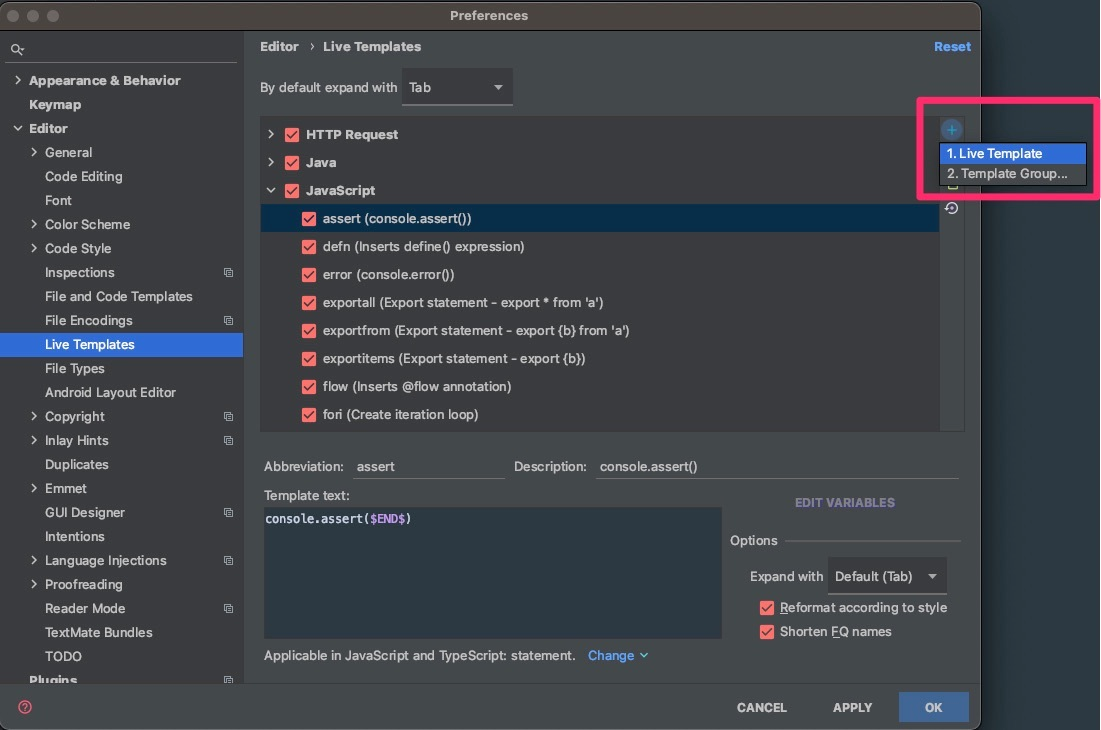 Preferences
Appearance & Behavior
Keymap
Editor
General
Code Editing
Font
Color Scheme
Code Style
Inspections
File and Code Templates
File Encodings
Live Templates
File Types
Android Layout Editor
Copyright
Inlay Hints
Duplicates
Emmet
GUI Designer
Intentions
Language Injections
Proofreading
Reader Mode
TextMate Bundles
TODO
Plugins
Editor › Live Templates
Reset
By default expand with Tab
HTTP Request
Java
JavaScript
assert (console.assert())
defn (Inserts define() expression)
error (console.error())
exportall (Export statement - export * from 'a')
exportfrom (Export statement - export {b} from 'a')
exportitems (Export statement - export {b})
flow (Inserts @flow annotation)
fori (Create iteration loop)
1. Live Template
2. Template Group...
Abbreviation: assert Description: console.assert()
Template text:
console.assert($END$)
EDIT VARIABLES
Options
Expand with Default (Tab)
Reformat according to style
Shorten FQ names
Applicable in JavaScript and TypeScript: statement. Change
CANCEL APPLY OK